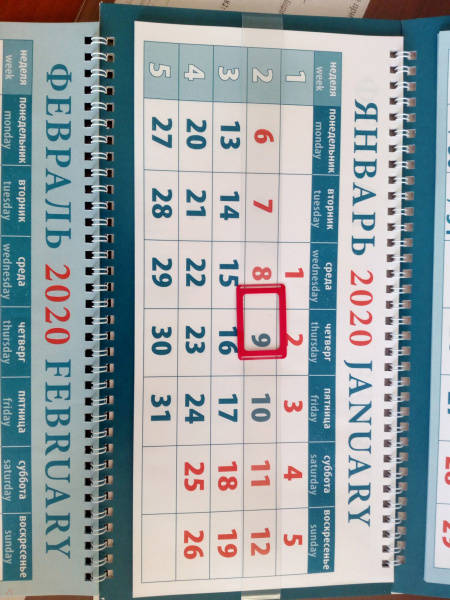 ЯНВАРЬ 2020 JANUARY
неделя week понедельник monday вторник tuesday среда wednesday четверг thursday пятница friday суббота saturday воскресенье sunday
1 1 2 3 4 5
2 6 7 8 9 10 11 12
3 13 14 15 16 17 18 19
4 20 21 22 23 24 25 26
5 27 28 29 30 31
ФЕВРАЛЬ 2020 FEBRUARY
неделя week понедельник monday вторник tuesday среда wednesday четверг thursday пятница friday суббота saturday воскресенье sunday
29